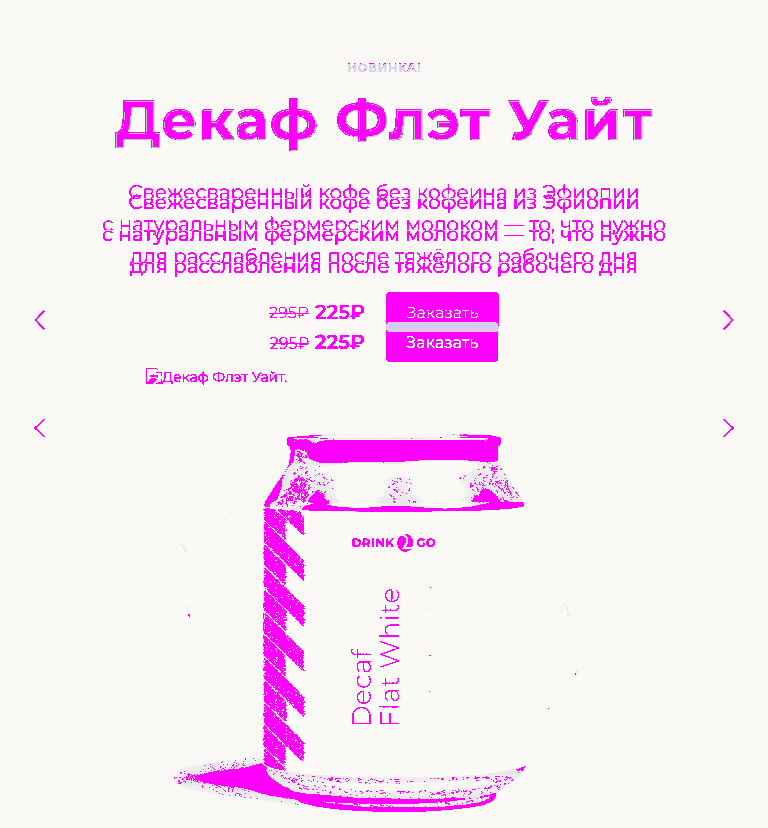 НОВИНКА!
Декаф Флэт Уайт
Свежесваренный кофе без кофеина из Эфиопии
Свежесваренный кофе без кофеина из Эфиопии
с натуральным фермерским молоком — то, что нужно
с натуральным фермерским молоком — то, что нужно
для расслабления после тяжёлого рабочего дня
для расслабления после тяжёлого рабочего дня
295₽ 225₽ Заказать
295₽ 225₽ Заказать
Декаф Флэт Уайт.
DRINK 2 GO
Decaf
Flat White